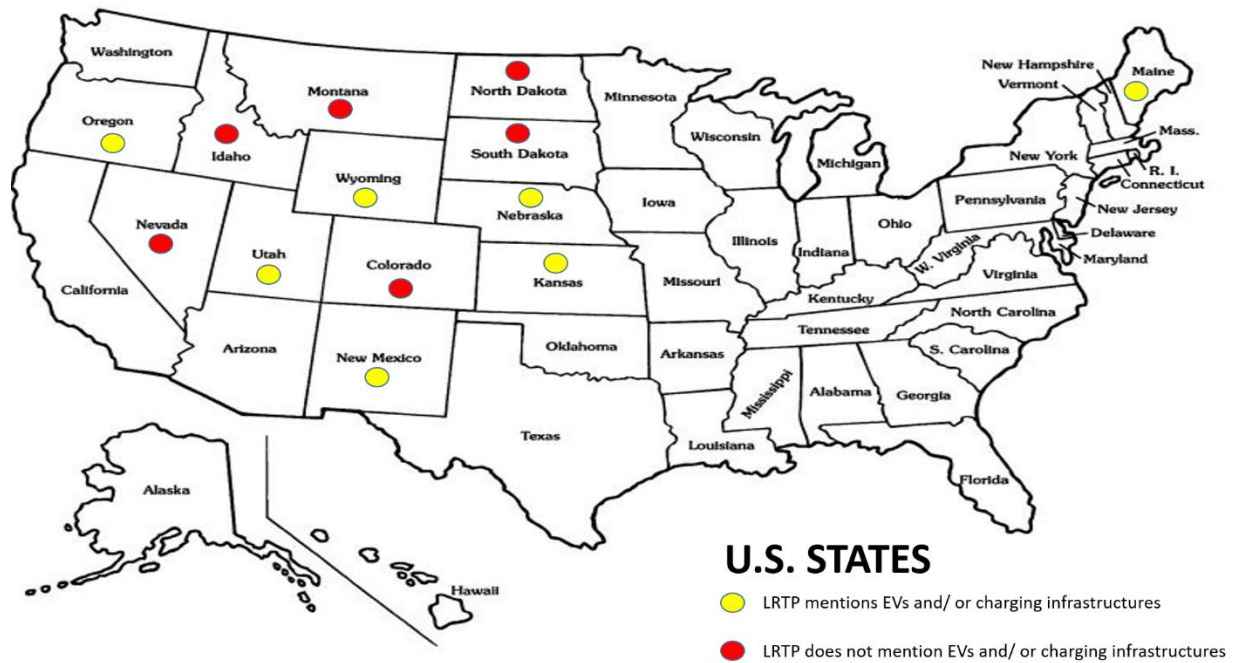 Washington
Oregon
Idaho
Montana
North Dakota
South Dakota
Minnesota
Wisconsin
Michigan
New Hampshire
Vermont
Maine
Mass.
New York
R. I.
Connecticut
Pennsylvania
New Jersey
Delaware
Maryland
Wyoming
Nebraska
Iowa
Nevada
Utah
Colorado
Kansas
California
Missouri
Illinois
Indiana
Ohio
W. Virginia
Virginia
Kentucky
North Carolina
Tennessee
S. Carolina
Arizona
New Mexico
Oklahoma
Arkansas
Mississippi
Alabama
Georgia
Texas
Louisiana
Florida
Alaska
Hawaii
U.S. STATES
LRTP mentions EVs and/ or charging infrastructures
LRTP does not mention EVs and/ or charging infrastructures